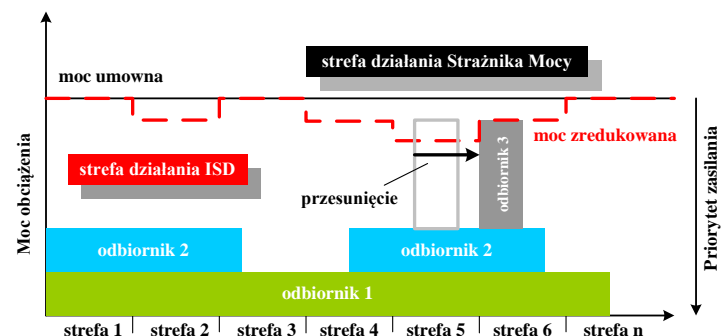 strefa działania Strażnika Mocy
moc umowna
moc zredukowana
strefa działania ISD
przesunięcie
odbiornik 3
odbiornik 2
odbiornik 2
odbiornik 1
Moc obciążenia
Priorytet zasilania
strefa 1 strefa 2 strefa 3 strefa 4 strefa 5 strefa 6 strefa n